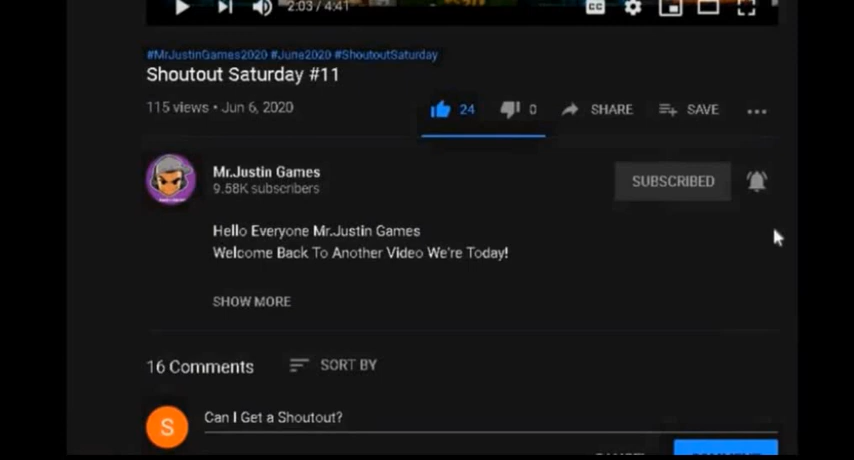 2:03 / 4:41 CC
#MrJustinGames2020 #June2020 #ShoutoutSaturday
Shoutout Saturday #11
115 views • Jun 6, 2020 24 0 SHARE SAVE
Mr.Justin Games
9.58K subscribers
SUBSCRIBED
Hello Everyone Mr.Justin Games
Welcome Back To Another Video We're Today!
SHOW MORE
16 Comments SORT BY
S Can I Get a Shoutout?